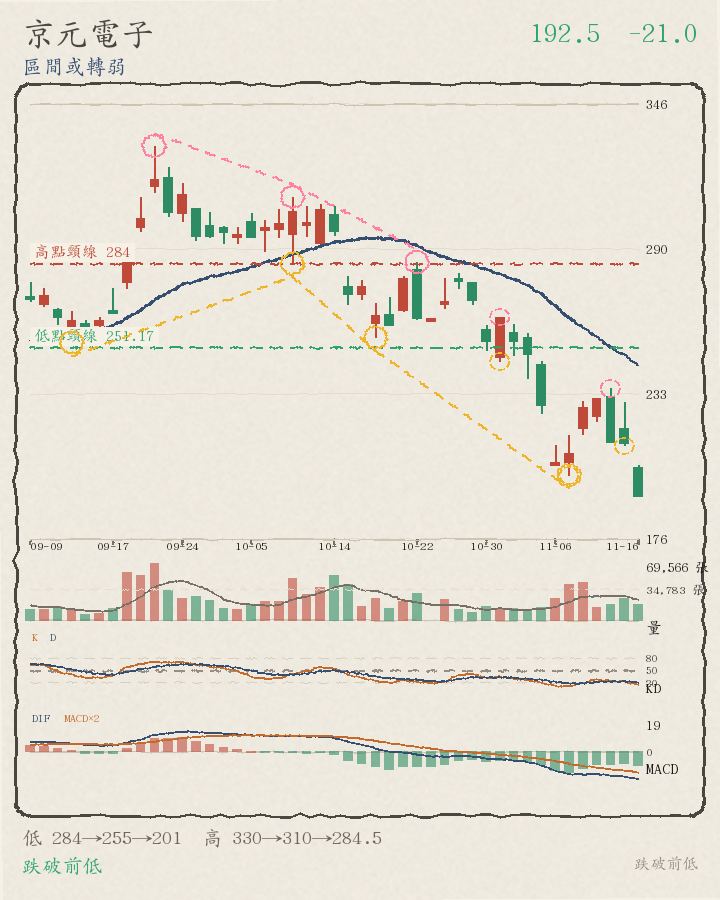 京元電子
192.5 -21.0
區間或轉弱
346
290
高點頸線 284
低點頸線 251.17
233
176
09-09 09-17 09-24 10-05 10-14 10-22 10-30 11-06 11-16
69,566 張
34,783 張
量
K D
80
50
20
KD
DIF MACD×2
19
0
MACD
低 284→255→201 高 330→310→284.5
跌破前低
跌破前低